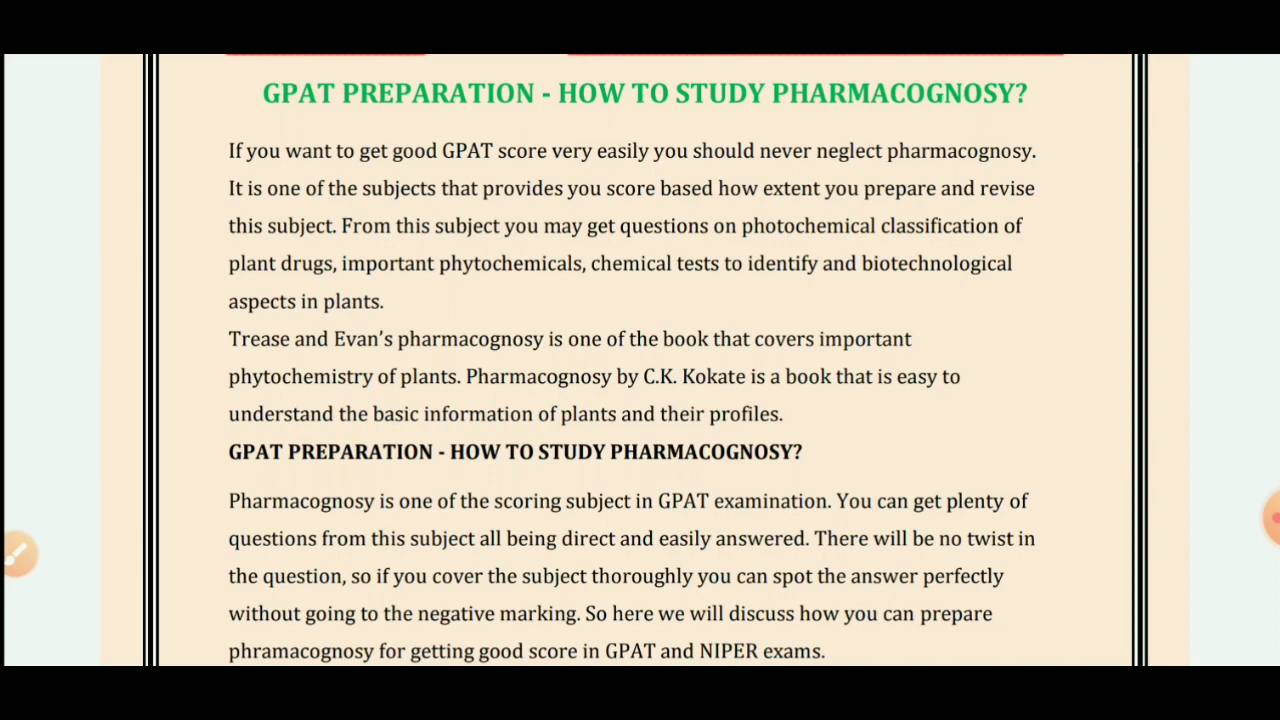 GPAT PREPARATION - HOW TO STUDY PHARMACOGNOSY?
If you want to get good GPAT score very easily you should never neglect pharmacognosy.
It is one of the subjects that provides you score based how extent you prepare and revise
this subject. From this subject you may get questions on photochemical classification of
plant drugs, important phytochemicals, chemical tests to identify and biotechnological
aspects in plants.
Trease and Evan’s pharmacognosy is one of the book that covers important
phytochemistry of plants. Pharmacognosy by C.K. Kokate is a book that is easy to
understand the basic information of plants and their profiles.
GPAT PREPARATION - HOW TO STUDY PHARMACOGNOSY?
Pharmacognosy is one of the scoring subject in GPAT examination. You can get plenty of
questions from this subject all being direct and easily answered. There will be no twist in
the question, so if you cover the subject thoroughly you can spot the answer perfectly
without going to the negative marking. So here we will discuss how you can prepare
phramacognosy for getting good score in GPAT and NIPER exams.